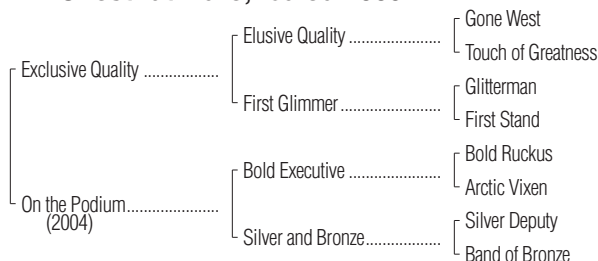 Elusive Quality ......................
Gone West
Touch of Greatness
Exclusive Quality .................
First Glimmer ........................
Glitterman
First Stand
Bold Executive ......................
Bold Ruckus
Arctic Vixen
On the Podium.....................
(2004)
Silver and Bronze.................
Silver Deputy
Band of Bronze